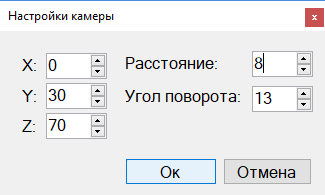 Настройки камеры
x
X: 0
Расстояние: 8
Y: 30
Угол поворота: 13
Z: 70
Ок
Отмена